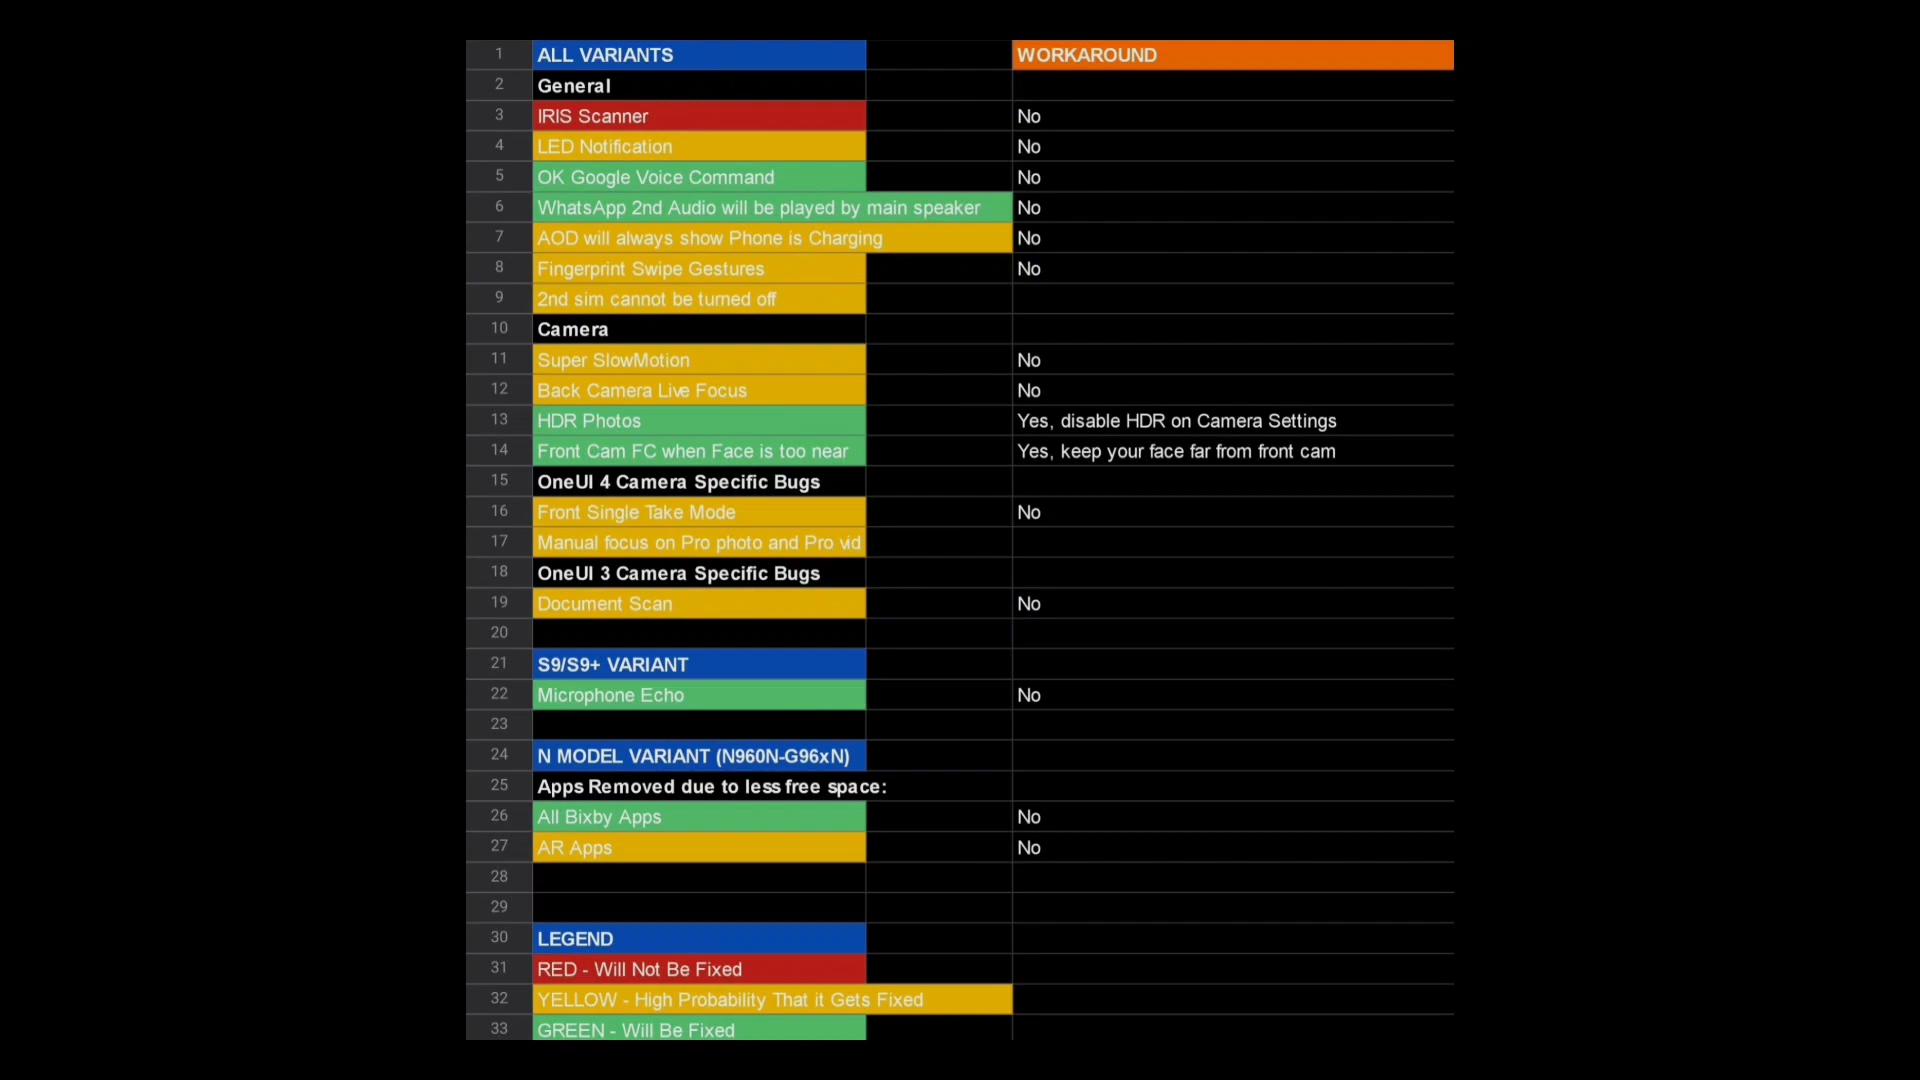 1 ALL VARIANTS WORKAROUND
2 General
3 IRIS Scanner No
4 LED Notification No
5 OK Google Voice Command No
6 WhatsApp 2nd Audio will be played by main speaker No
7 AOD will always show Phone is Charging No
8 Fingerprint Swipe Gestures No
9 2nd sim cannot be turned off
10 Camera
11 Super SlowMotion No
12 Back Camera Live Focus No
13 HDR Photos Yes, disable HDR on Camera Settings
14 Front Cam FC when Face is too near Yes, keep your face far from front cam
15 OneUI 4 Camera Specific Bugs
16 Front Single Take Mode No
17 Manual focus on Pro photo and Pro vid
18 OneUI 3 Camera Specific Bugs
19 Document Scan No
20
21 S9/S9+ VARIANT
22 Microphone Echo No
23
24 N MODEL VARIANT (N960N-G96xN)
25 Apps Removed due to less free space:
26 All Bixby Apps No
27 AR Apps No
28
29
30 LEGEND
31 RED - Will Not Be Fixed
32 YELLOW - High Probability That it Gets Fixed
33 GREEN - Will Be Fixed